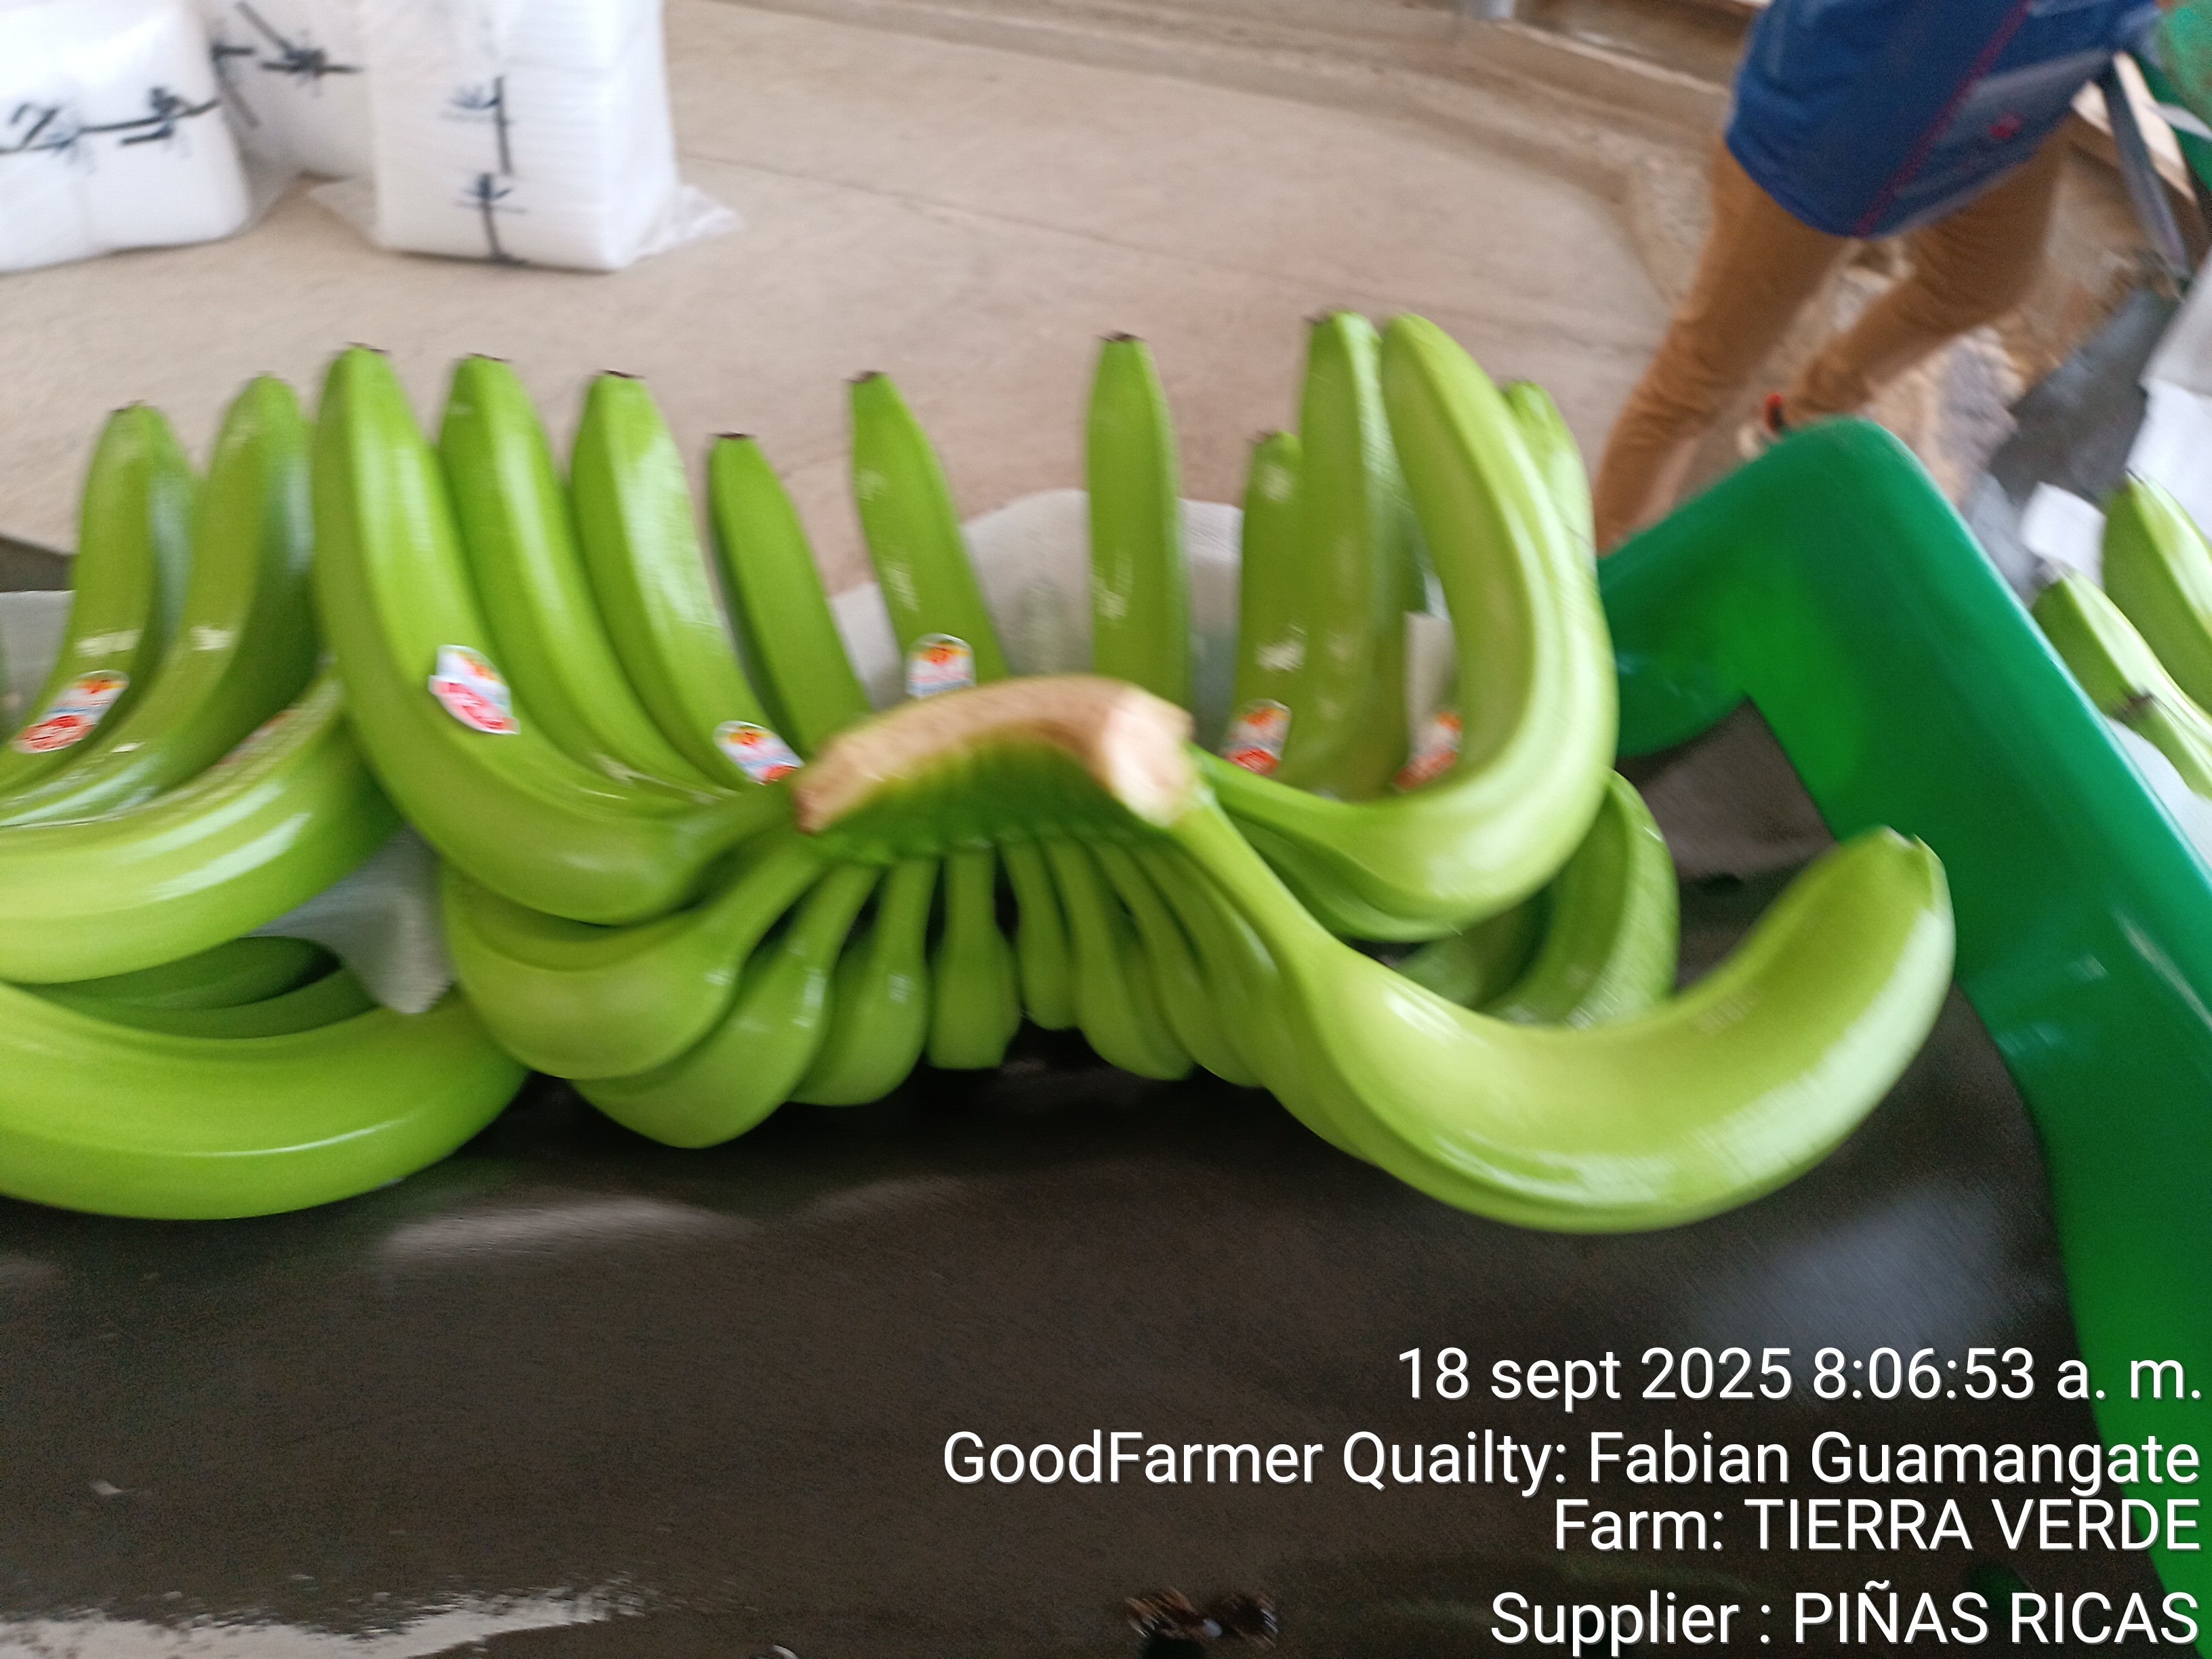 18 sept 2025 8:06:53 a. m.
GoodFarmer Quailty: Fabian Guamangate
Farm: TIERRA VERDE
Supplier : PIÑAS RICAS